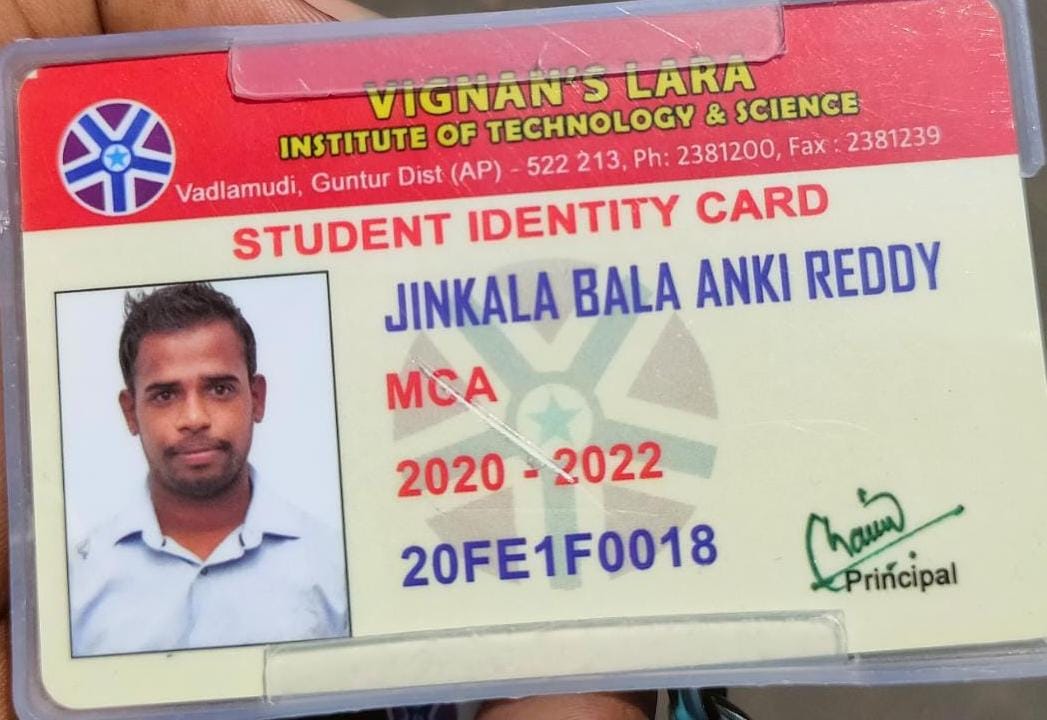 VIGNAN'S LARA
INSTITUTE OF TECHNOLOGY & SCIENCE
Vadlamudi, Guntur Dist (AP) - 522 213, Ph: 2381200, Fax : 2381239
STUDENT IDENTITY CARD
JINKALA BALA ANKI REDDY
MCA
2020 - 2022
20FE1F0018
Principal